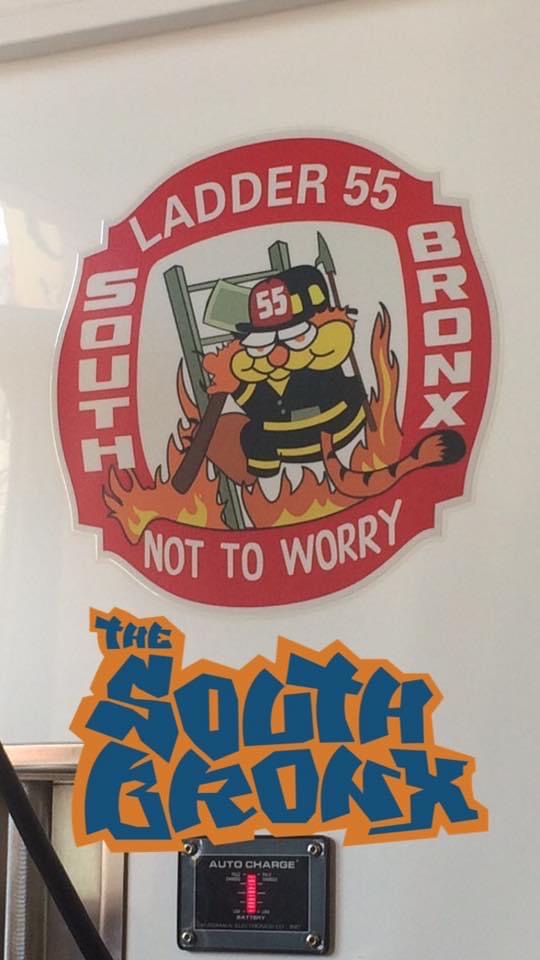 LADDER 55
SOUTH
BRONX
55
NOT TO WORRY
THE
SOUTH
BRONX
AUTO CHARGE
BATTERY